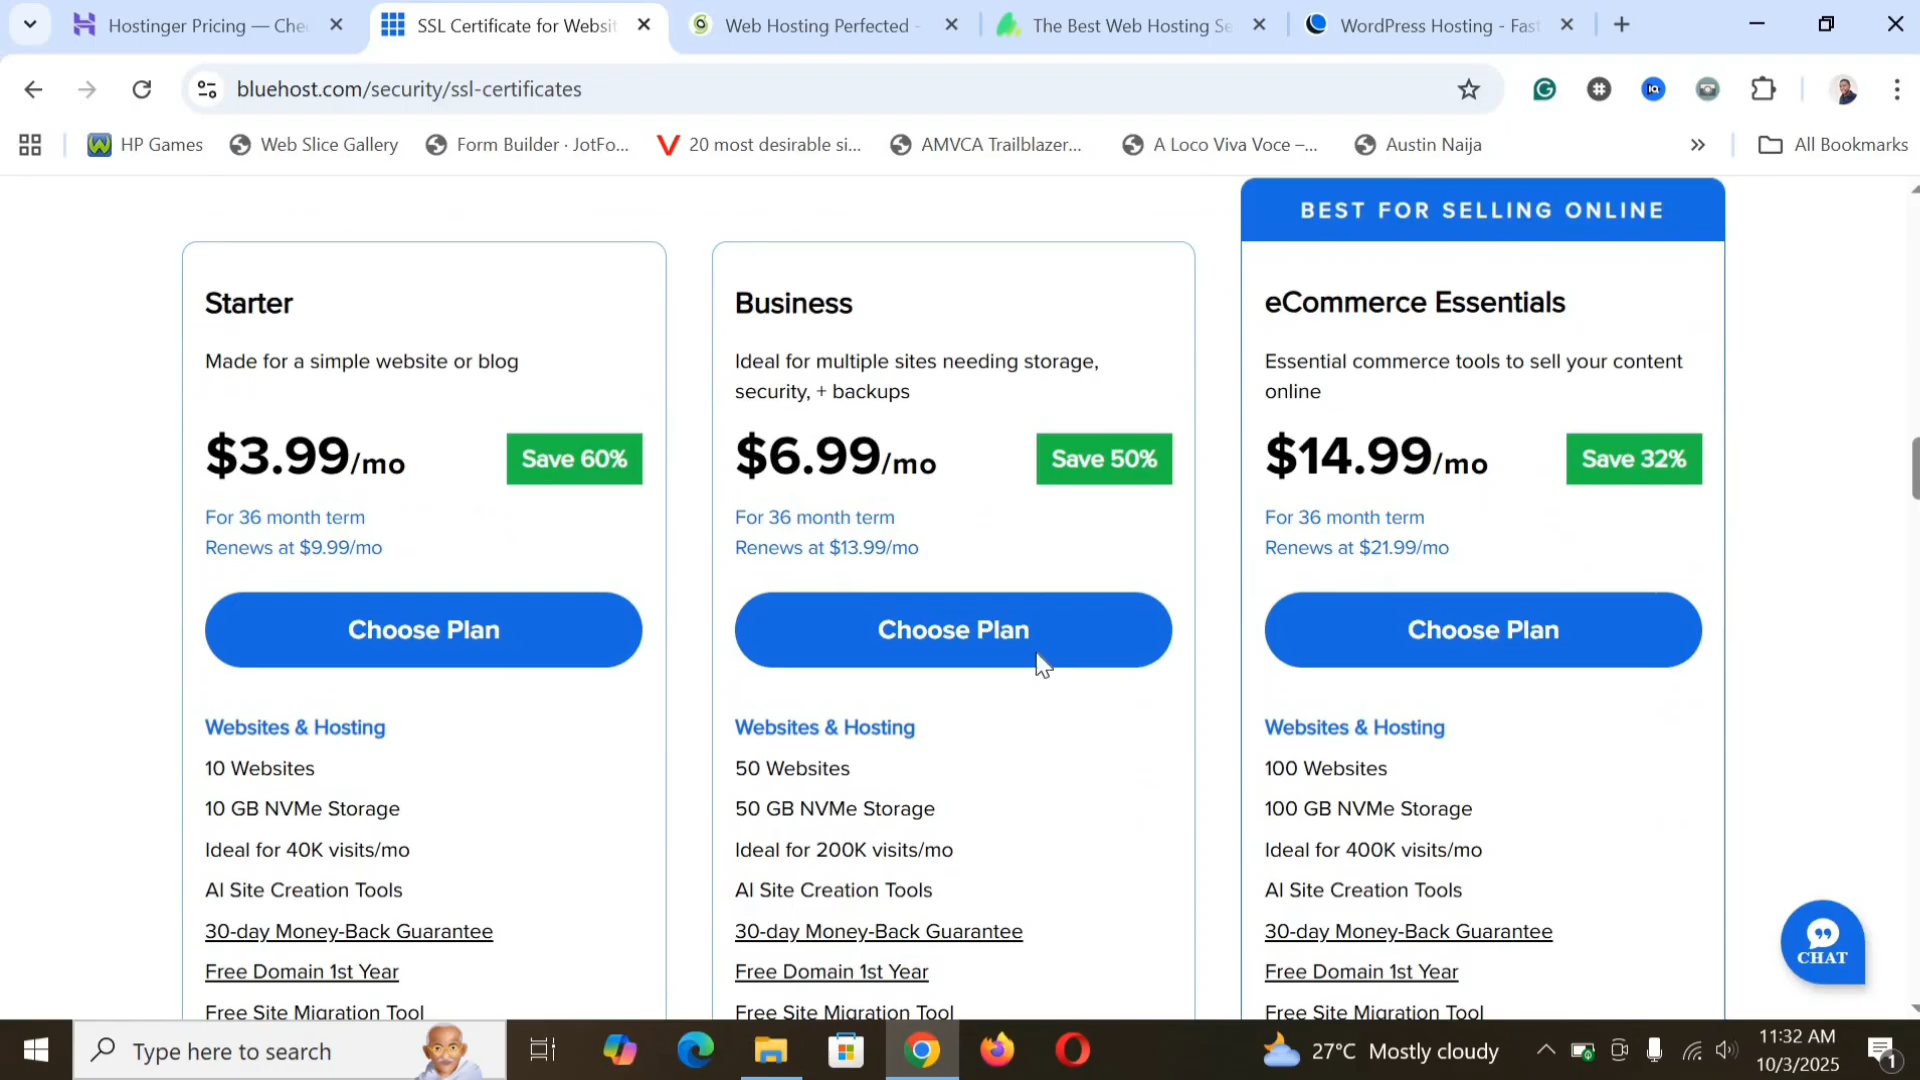 Hostinger Pricing — Che
SSL Certificate for Websit
Web Hosting Perfected -
The Best Web Hosting Se
WordPress Hosting - Fast
bluehost.com/security/ssl-certificates
HP Games
Web Slice Gallery
Form Builder · JotFo...
20 most desirable si...
AMVCA Trailblazer...
A Loco Viva Voce –...
Austin Naija
All Bookmarks
BEST FOR SELLING ONLINE
Starter
Made for a simple website or blog
$3.99/mo
Save 60%
For 36 month term
Renews at $9.99/mo
Choose Plan
Websites & Hosting
10 Websites
10 GB NVMe Storage
Ideal for 40K visits/mo
AI Site Creation Tools
30-day Money-Back Guarantee
Free Domain 1st Year
Free Site Migration Tool
Business
Ideal for multiple sites needing storage,
security, + backups
$6.99/mo
Save 50%
For 36 month term
Renews at $13.99/mo
Choose Plan
Websites & Hosting
50 Websites
50 GB NVMe Storage
Ideal for 200K visits/mo
AI Site Creation Tools
30-day Money-Back Guarantee
Free Domain 1st Year
Free Site Migration Tool
eCommerce Essentials
Essential commerce tools to sell your content
online
$14.99/mo
Save 32%
For 36 month term
Renews at $21.99/mo
Choose Plan
Websites & Hosting
100 Websites
100 GB NVMe Storage
Ideal for 400K visits/mo
AI Site Creation Tools
30-day Money-Back Guarantee
Free Domain 1st Year
Free Site Migration Tool
CHAT
Type here to search
27°C Mostly cloudy
11:32 AM
10/3/2025
1